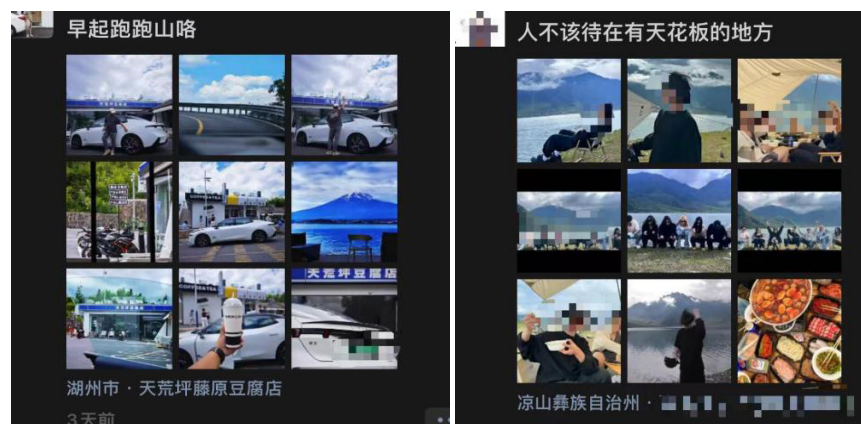 早起跑跑山咯
天荒坪豆腐店
COFFEE&TEA
湖州市 · 天荒坪藤原豆腐店
3天前
人不该待在有天花板的地方
凉山彝族自治州 ·